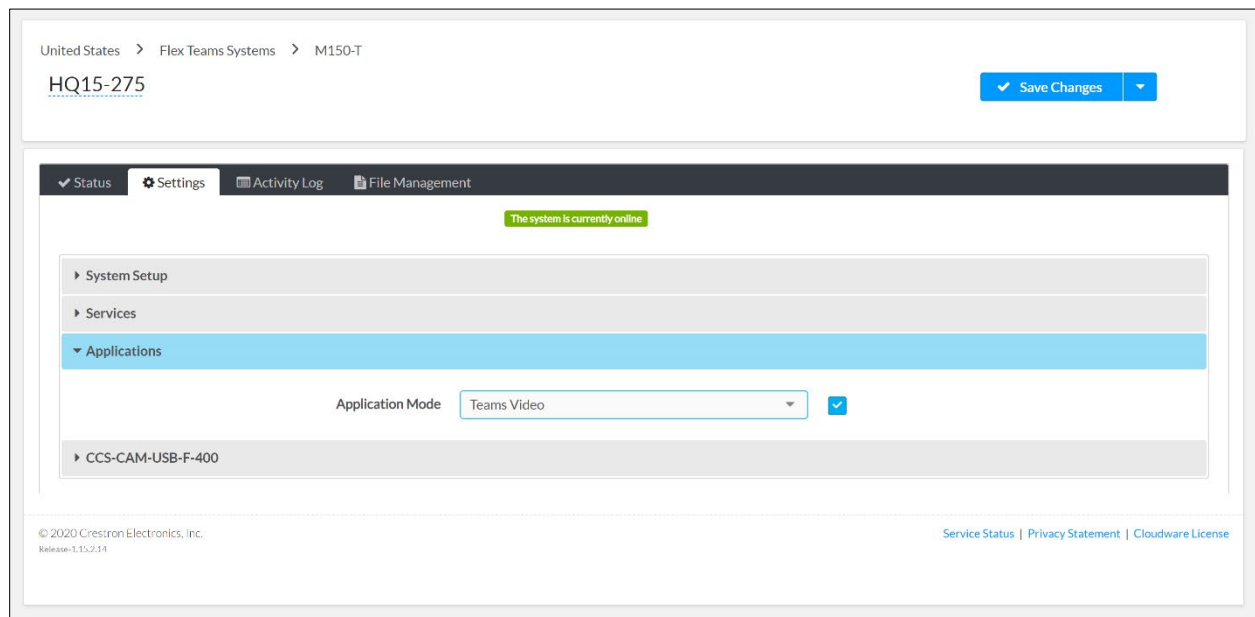 United States > Flex Teams Systems > M150-T
HQ15-275
Save Changes
Status Settings Activity Log File Management
The system is currently online
System Setup
Services
Applications
Application Mode Teams Video
CCS-CAM-USB-F-400
© 2020 Crestron Electronics, Inc. Service Status | Privacy Statement | Cloudware License
Release-1.15.2.14